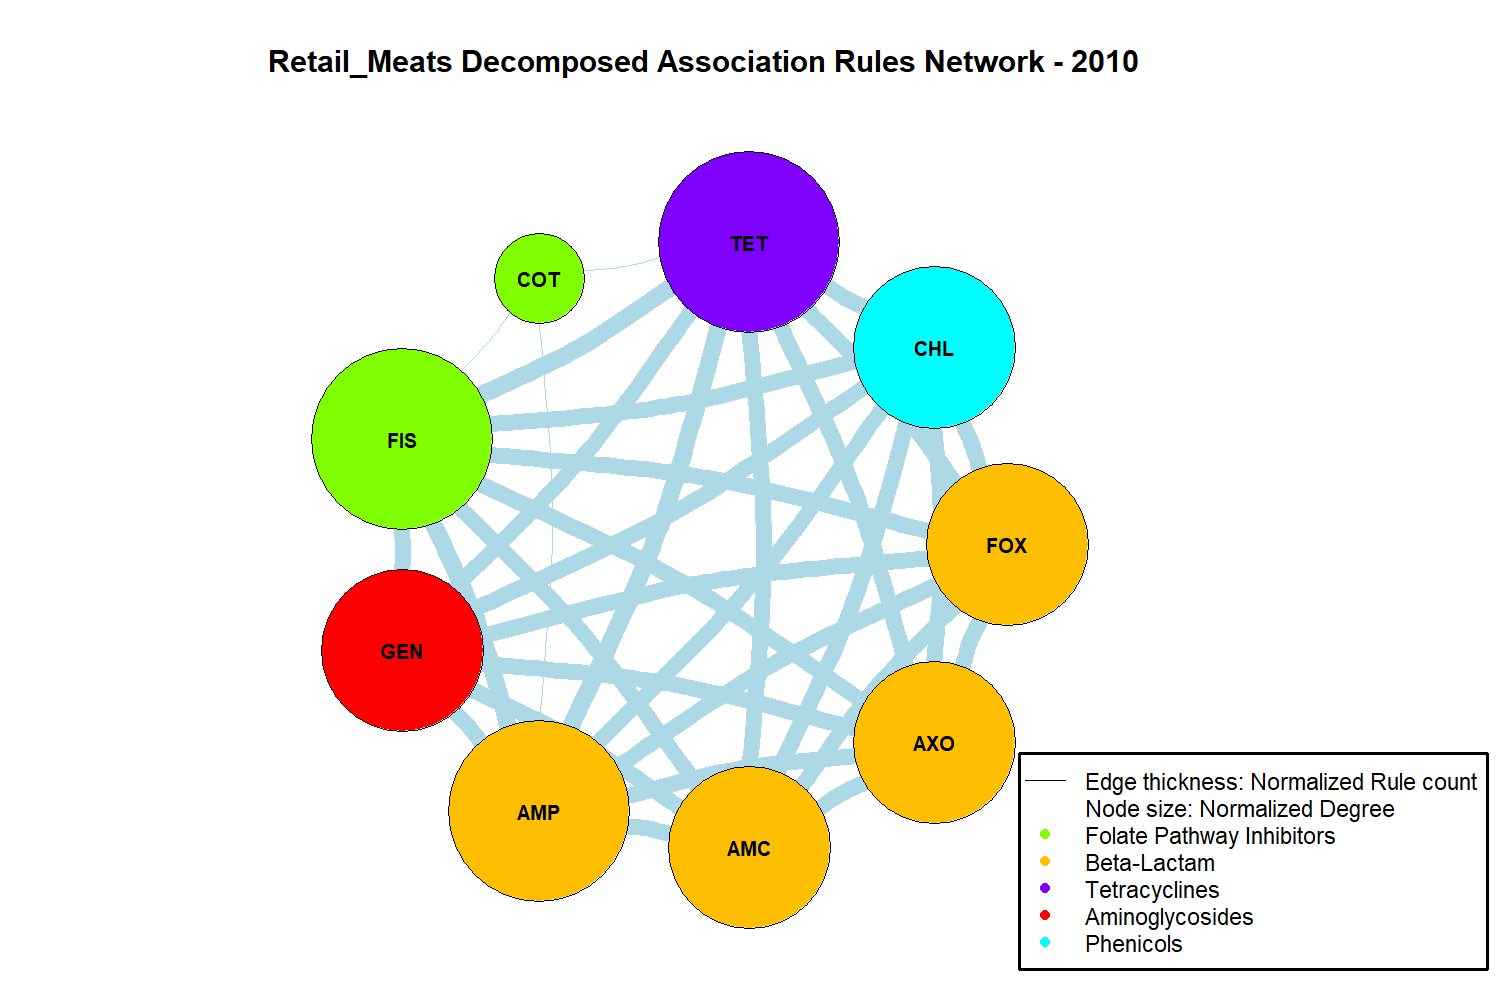 Retail_Meats Decomposed Association Rules Network - 2010
TET
COT
CHL
FIS
FOX
GEN
AXO
AMP
AMC
Edge thickness: Normalized Rule count
Node size: Normalized Degree
Folate Pathway Inhibitors
Beta-Lactam
Tetracyclines
Aminoglycosides
Phenicols